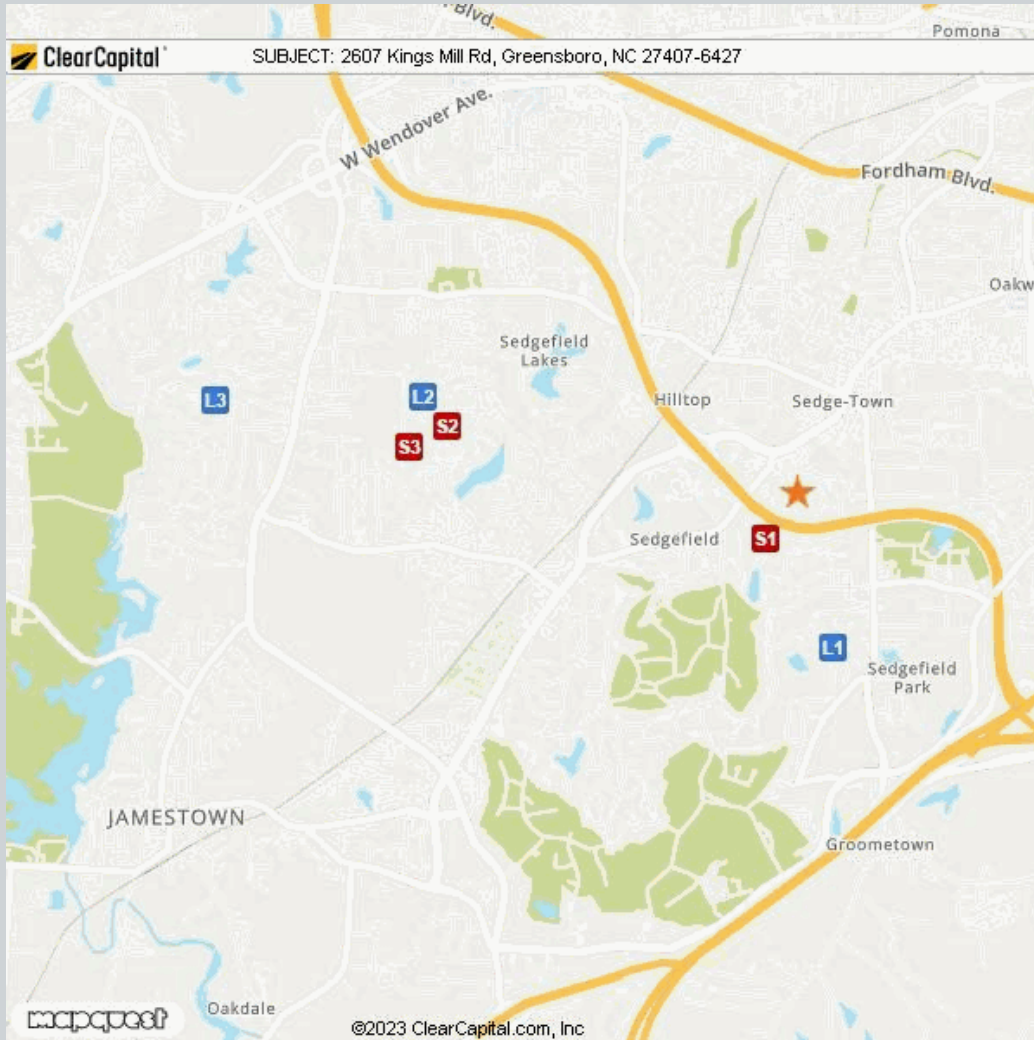 Blvd.
Pomona
ClearCapital
SUBJECT: 2607 Kings Mill Rd, Greensboro, NC 27407-6427
W Wendover Ave.
Fordham Blvd.
Oakw
Sedgefield
Lakes
L3
L2
Hilltop
Sedge-Town
S2
S3
Sedgefield
S1
L1
Sedgefield
Park
JAMESTOWN
Groometown
Oakdale
mapquest
©2023 ClearCapital.com, Inc